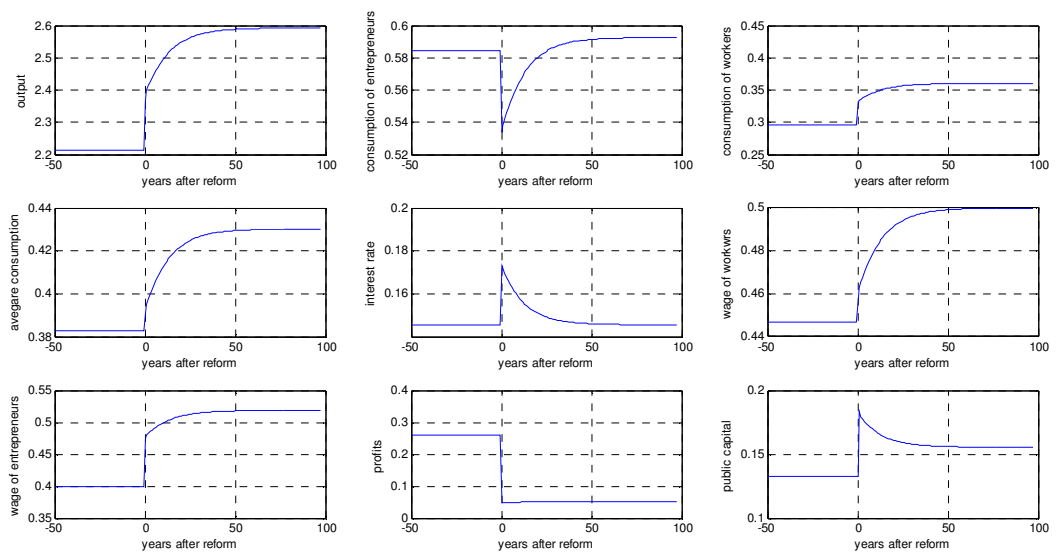 2.6
2.5
2.4
2.3
2.2
-50 0 50 100
years after reform
output
0.6
0.58
0.56
0.54
0.52
-50 0 50 100
years after reform
consumption of entrepreneurs
0.45
0.4
0.35
0.3
0.25
-50 0 50 100
years after reform
consumption of workers
0.44
0.42
0.4
0.38
-50 0 50 100
years after reform
avegare consumption
0.2
0.18
0.16
-50 0 50 100
years after reform
interest rate
0.5
0.48
0.46
0.44
-50 0 50 100
years after reform
wage of workwrs
0.55
0.5
0.45
0.4
0.35
-50 0 50 100
years after reform
wage of entrepreneurs
0.4
0.3
0.2
0.1
0
-50 0 50 100
years after reform
profits
0.2
0.15
0.1
-50 0 50 100
years after reform
public capital